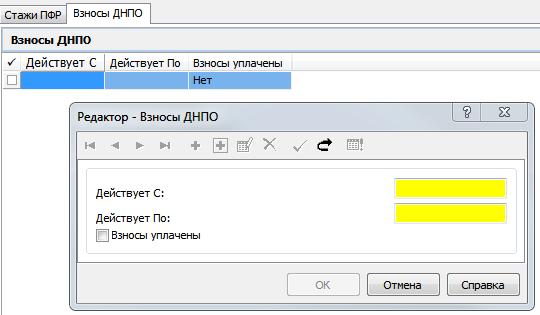 Стажи ПФР Взносы ДНПО
Взносы ДНПО
Действует С Действует По Взносы уплачены
Нет
Редактор - Взносы ДНПО
Действует С:
Действует По:
Взносы уплачены
ОК Отмена Справка